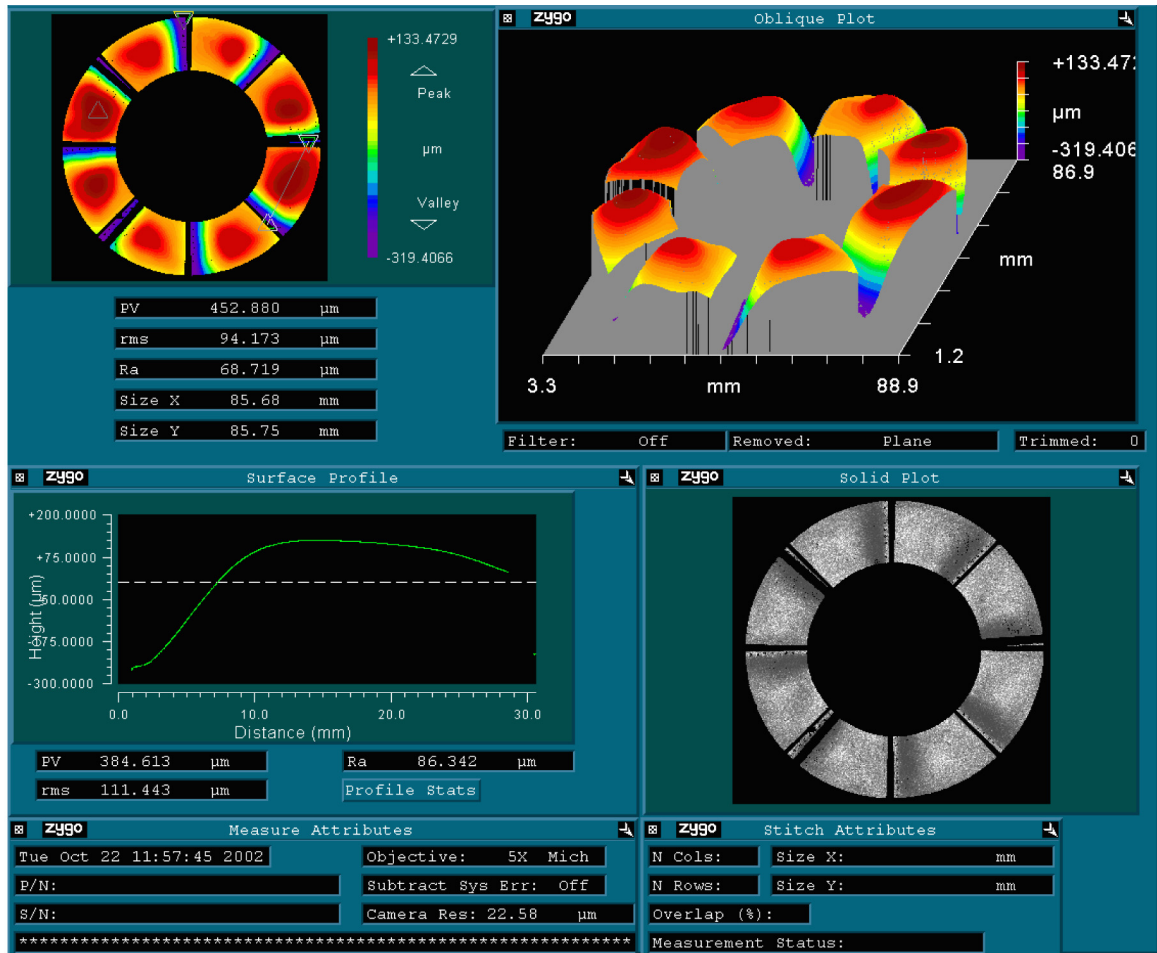 +133.4729
Peak
µm
Valley
-319.4066
PV 452.880 µm
rms 94.173 µm
Ra 68.719 µm
Size X 85.68 mm
Size Y 85.75 mm
zygo Oblique Plot
+133.472
µm
-319.406
86.9
mm
1.2
3.3 mm 88.9
Filter: Off Removed: Plane Trimmed: 0
zygo Surface Profile
+200.0000
+75.0000
-50.0000
-175.0000
-300.0000
Height (µm)
0.0 10.0 20.0 30.0
Distance (mm)
PV 384.613 µm Ra 86.342 µm
rms 111.443 µm Profile Stats
zygo Solid Plot
zygo Measure Attributes
Tue Oct 22 11:57:45 2002 Objective: 5X Mich
P/N: Subtract Sys Err: Off
S/N: Camera Res: 22.58 µm
*************************************************************
zygo Stitch Attributes
N Cols: Size X: mm
N Rows: Size Y: mm
Overlap (%):
Measurement Status: